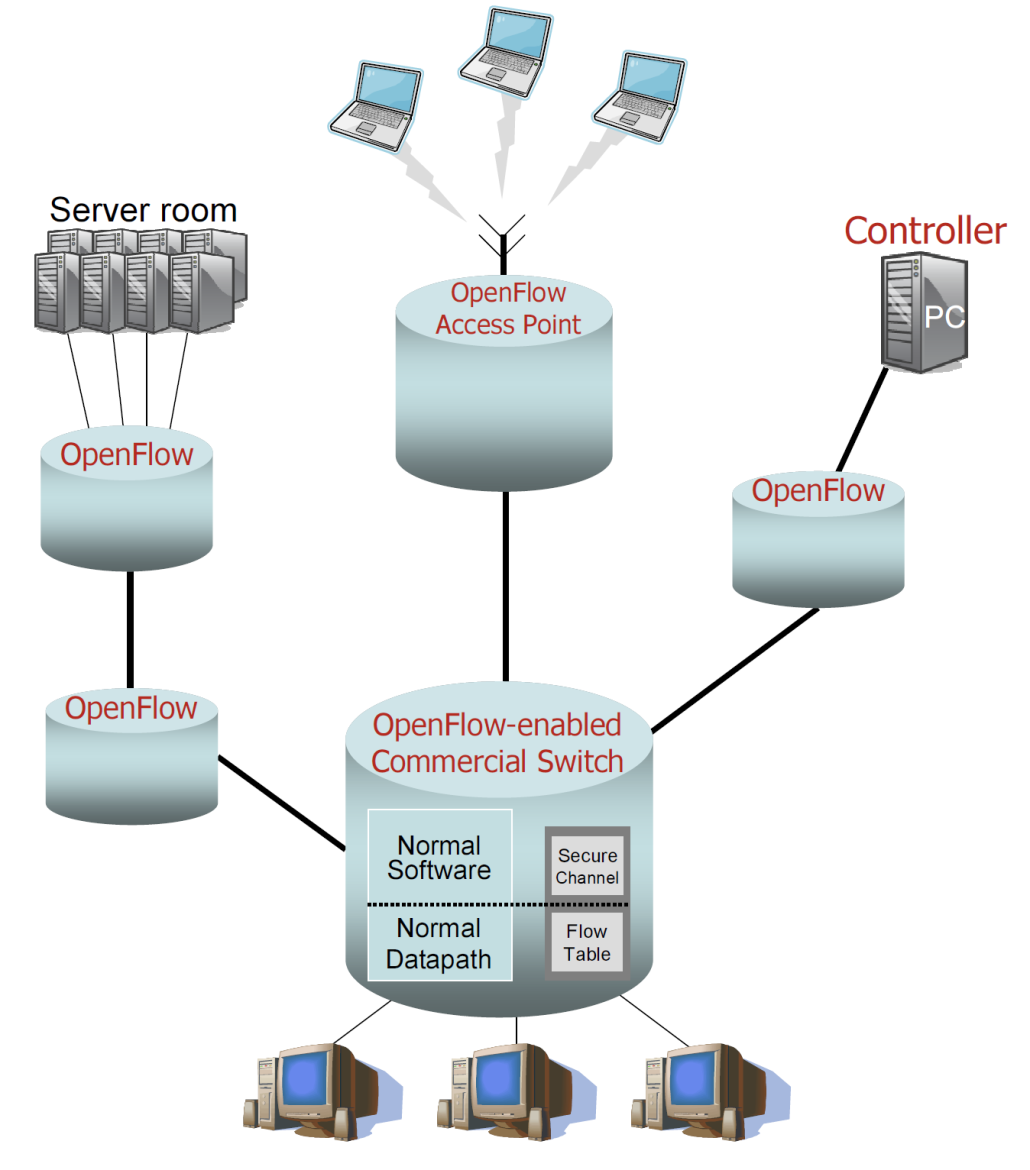 Server room
Controller
OpenFlow
Access Point
PC
OpenFlow
OpenFlow
OpenFlow
OpenFlow-enabled
Commercial Switch
Normal
Software
Secure
Channel
Normal
Datapath
Flow
Table